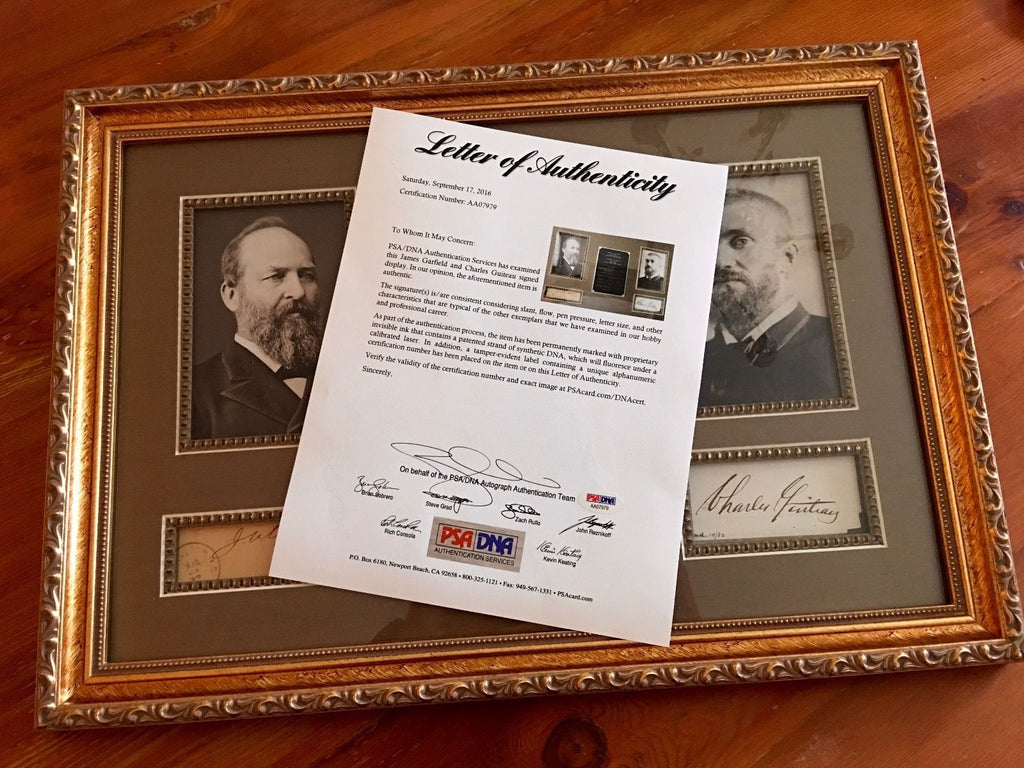 Letter of Authenticity
Saturday, September 17, 2016
Certification Number: AA07979
To Whom It May Concern:
PSA/DNA Authentication Services has examined
this James Garfield and Charles Guiteau signed
display. In our opinion, the aforementioned item is
authentic.
The signature(s) is/are consistent considering slant, flow, pen pressure, letter size, and other
characteristics that are typical of the other exemplars that we have examined in our hobby
and professional career.
As part of the authentication process, the item has been permanently marked with proprietary
invisible ink that contains a patented strand of synthetic DNA, which will fluoresce under a
calibrated laser. In addition, a tamper-evident label containing a unique alphanumeric
certification number has been placed on the item or on this Letter of Authenticity.
Verify the validity of the certification number and exact image at PSAcard.com/DNAcert.
Sincerely,
On behalf of the PSA/DNA Autograph Authentication Team
PSA DNA
AA07979
Brian Sobrero
Steve Grad
Zach Rullo
John Reznikoff
Rich Consola
PSA DNA
AUTHENTICATION SERVICES
Kevin Keating
P.O. Box 6180, Newport Beach, CA 92658 • 800-325-1121 • Fax: 949-567-1331 • PSAcard.com
Charles Guiteau